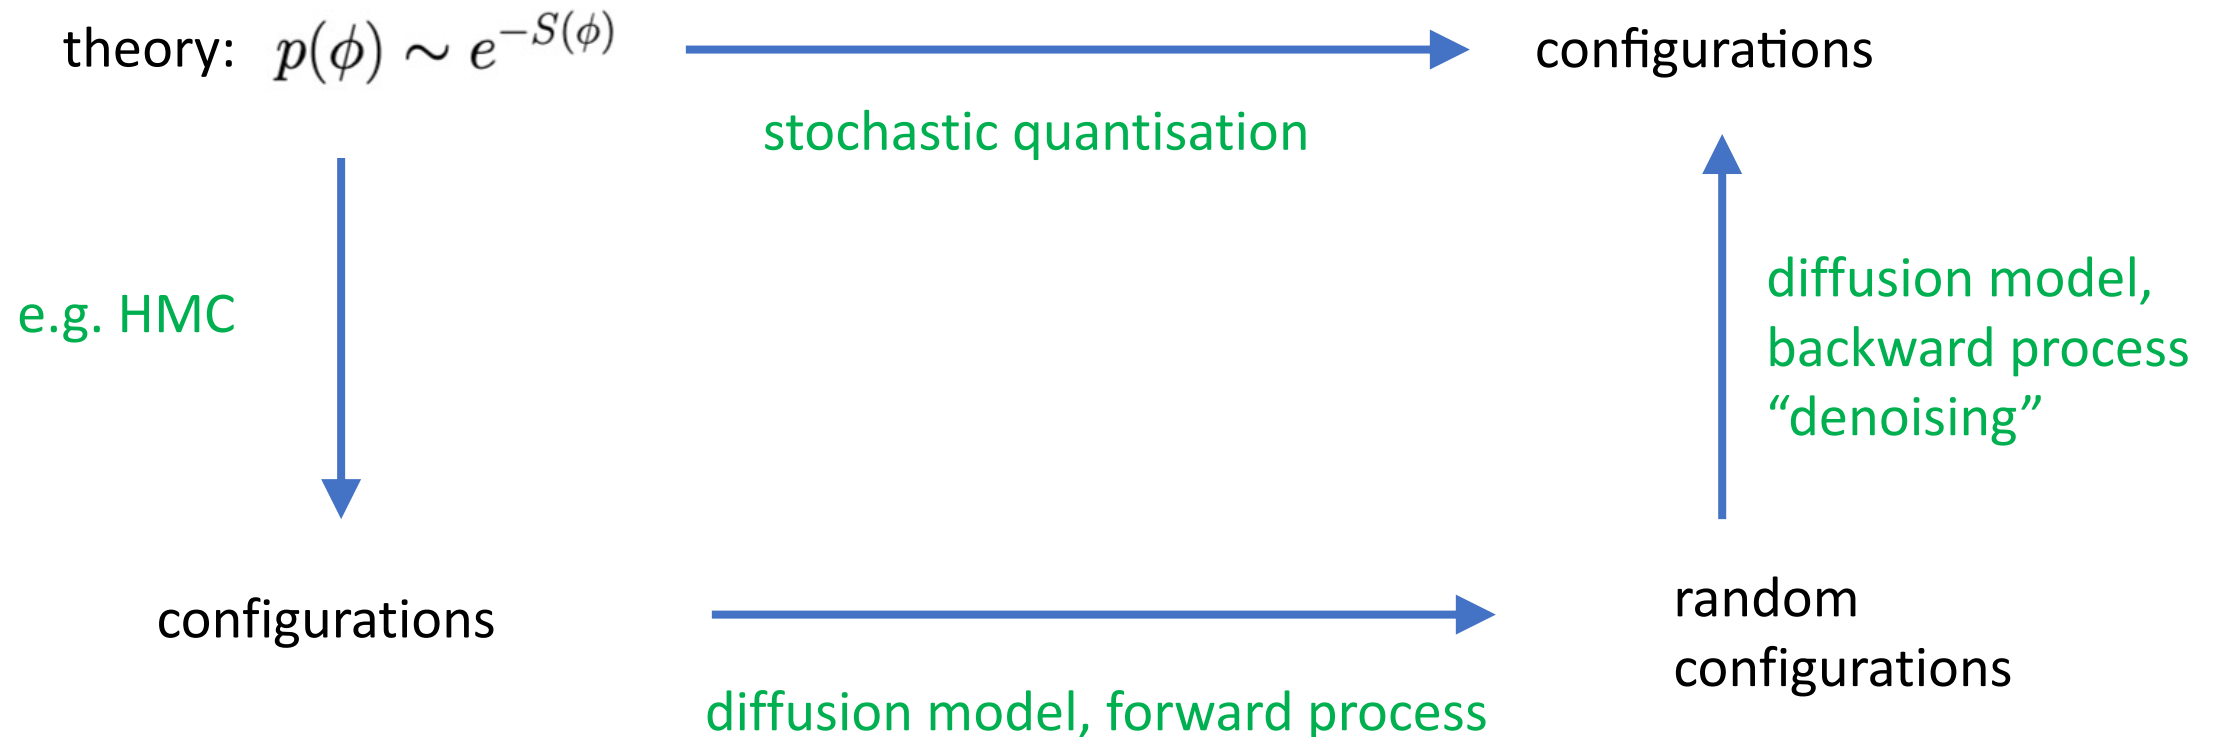 theory: p(ϕ) ∼ e^{−S(ϕ)}
configurations
stochastic quantisation
e.g. HMC
diffusion model,
backward process
“denoising”
configurations
random
configurations
diffusion model, forward process